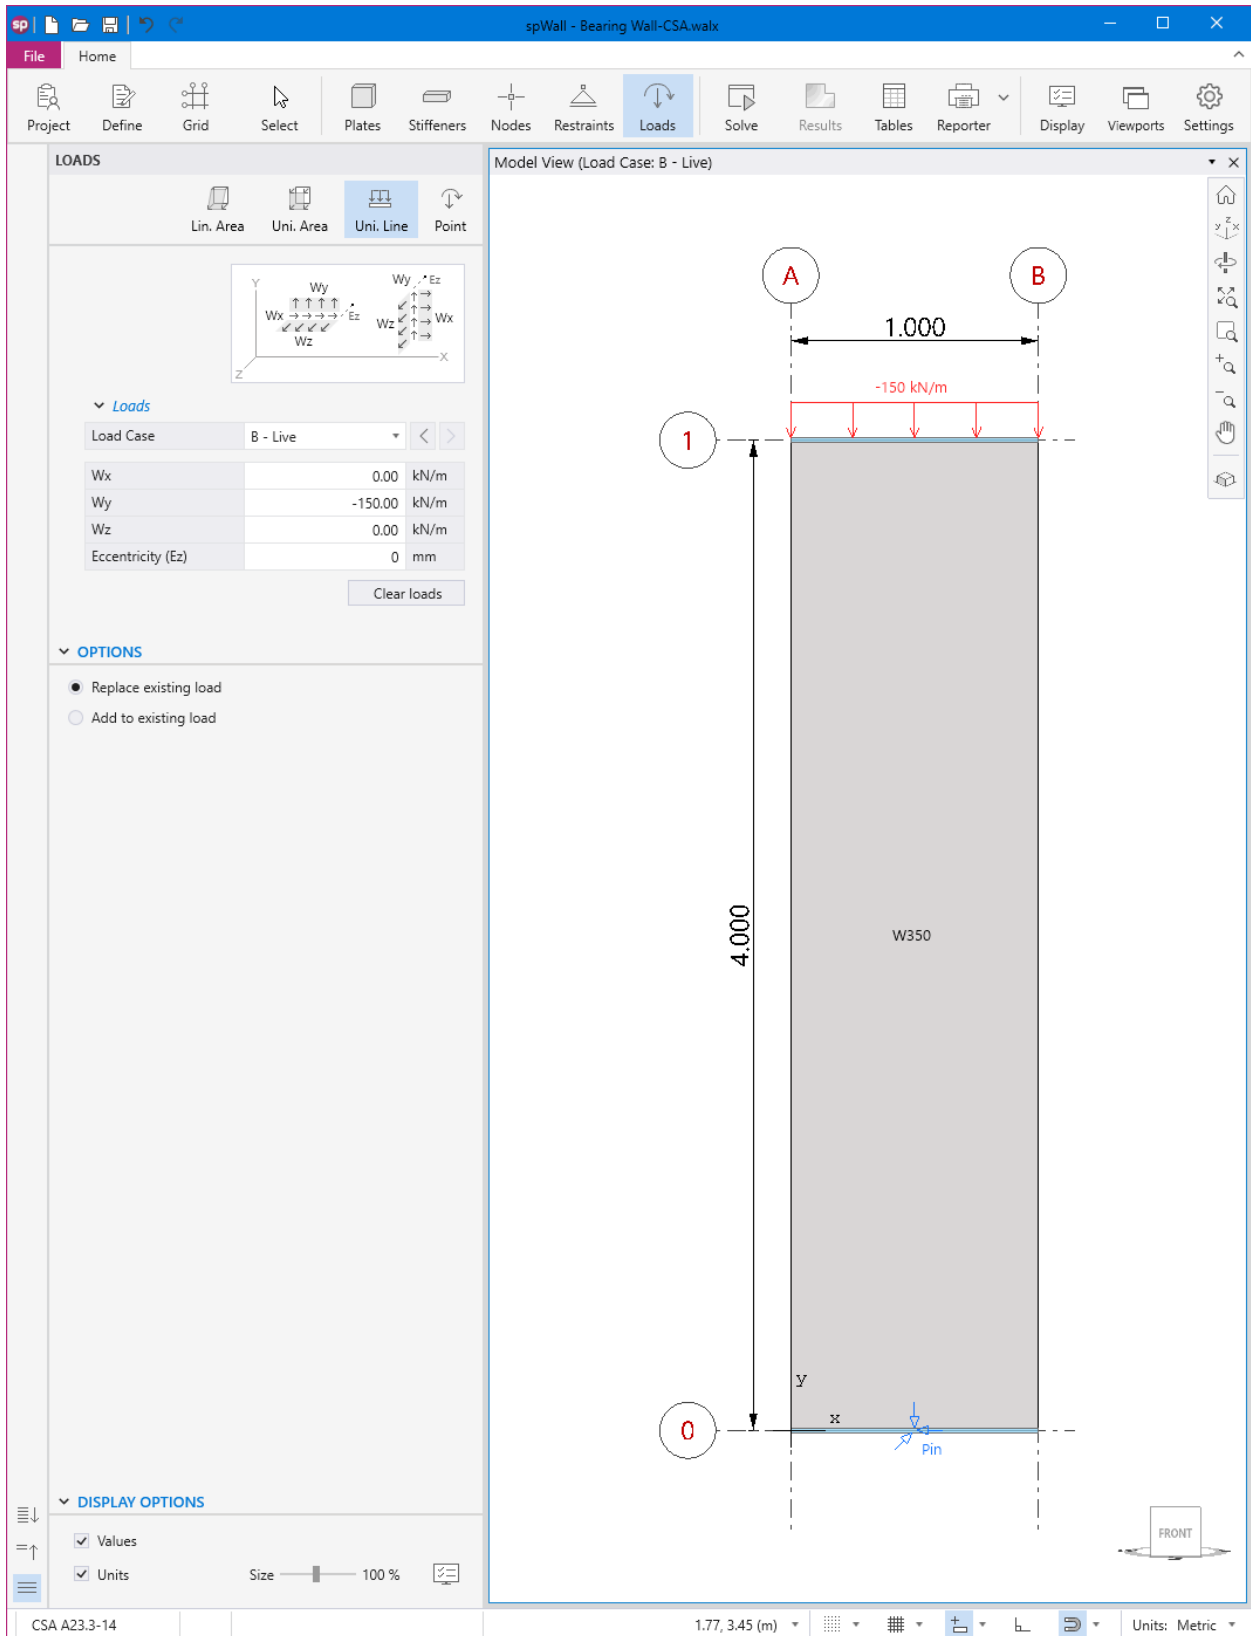 sp
spWall - Bearing Wall-CSA.walx
File
Home
Project
Define
Grid
Select
Plates
Stiffeners
Nodes
Restraints
Loads
Solve
Results
Tables
Reporter
Display
Viewports
Settings
LOADS
Lin. Area
Uni. Area
Uni. Line
Point
Y
Wy
Wx
Ez
Wz
Wy
Ez
Wz
Wx
X
Z
Loads
Load Case
B - Live
Wx 0.00 kN/m
Wy -150.00 kN/m
Wz 0.00 kN/m
Eccentricity (Ez) 0 mm
Clear loads
OPTIONS
Replace existing load
Add to existing load
DISPLAY OPTIONS
Values
Units
Size
100 %
Model View (Load Case: B - Live)
y z x
A
B
1.000
-150 kN/m
1
4.000
W350
y
x
0
Pin
FRONT
CSA A23.3-14
1.77, 3.45 (m)
Units: Metric